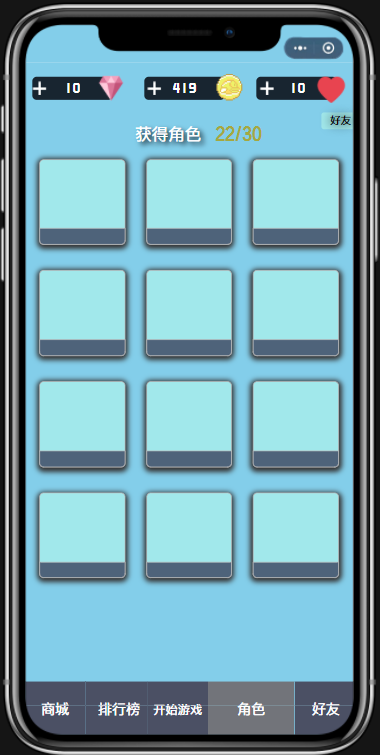 + 10 + 419 + 10
好友
获得角色 22/30
商城 排行榜 开始游戏 角色 好友